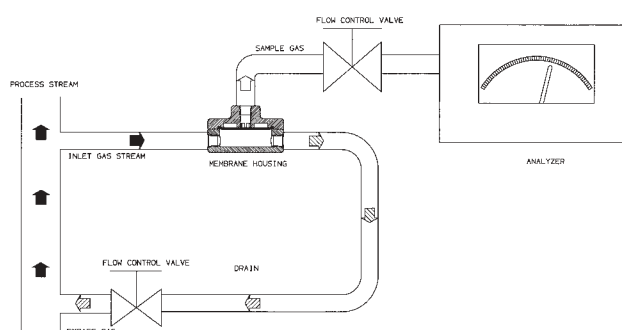 FLOW CONTROL VALVE
SAMPLE GAS
PROCESS STREAM
INLET GAS STREAM
MEMBRANE HOUSING
ANALYZER
FLOW CONTROL VALVE
DRAIN